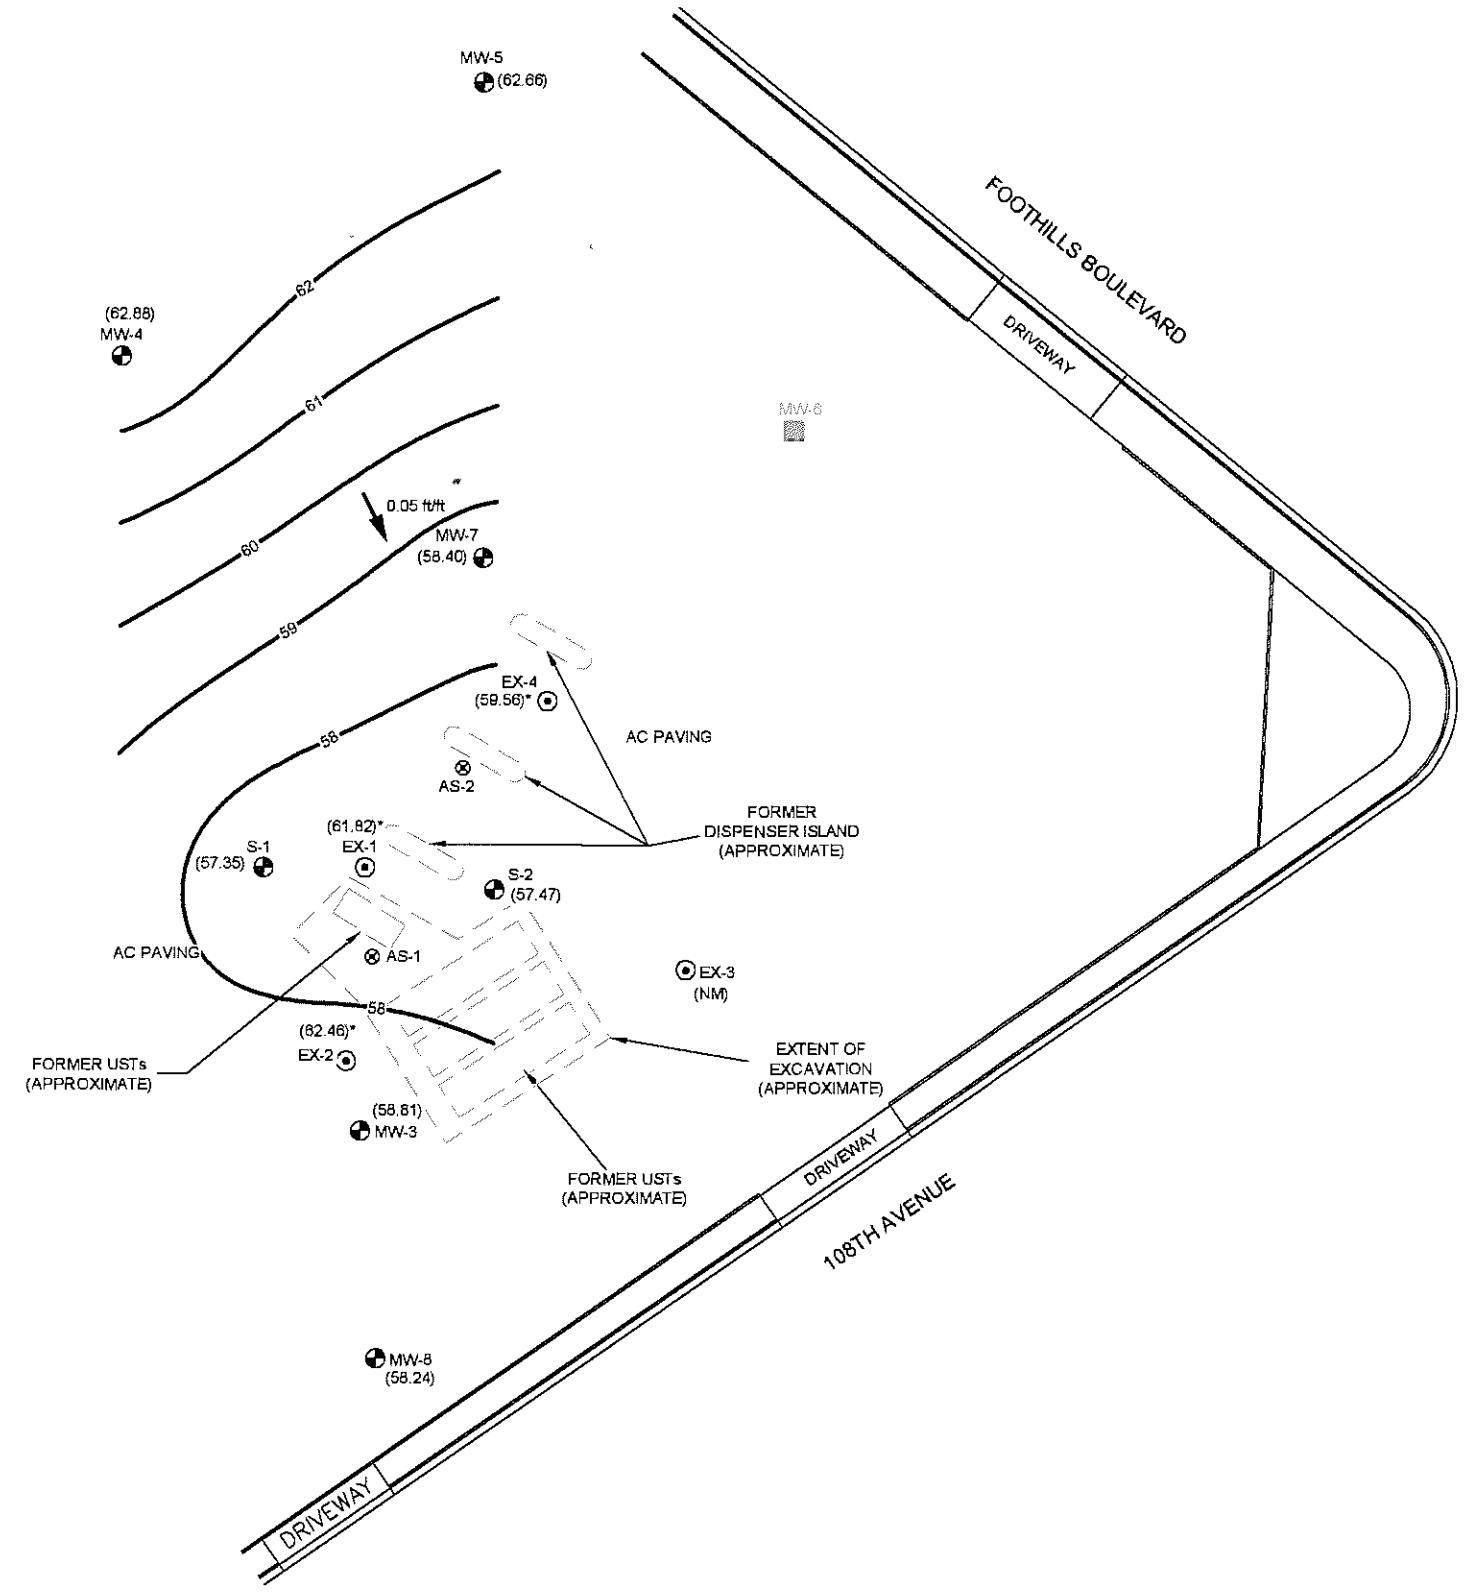 MW-5
(62.66)
FOOTHILLS BOULEVARD
62
(62.88)
MW-4
DRIVEWAY
61
MW-6
0.05 ft/ft
60
MW-7
(58.40)
59
EX-4
(59.56)*
58
AC PAVING
AS-2
FORMER
DISPENSER ISLAND
(APPROXIMATE)
(61.82)*
EX-1
S-1
(57.35)
S-2
(57.47)
AC PAVING
AS-1
EX-3
(NM)
58
(62.46)*
EX-2
FORMER USTs
(APPROXIMATE)
EXTENT OF
EXCAVATION
(APPROXIMATE)
(58.81)
MW-3
FORMER USTs
(APPROXIMATE)
DRIVEWAY
108TH AVENUE
MW-8
(58.24)
DRIVEWAY